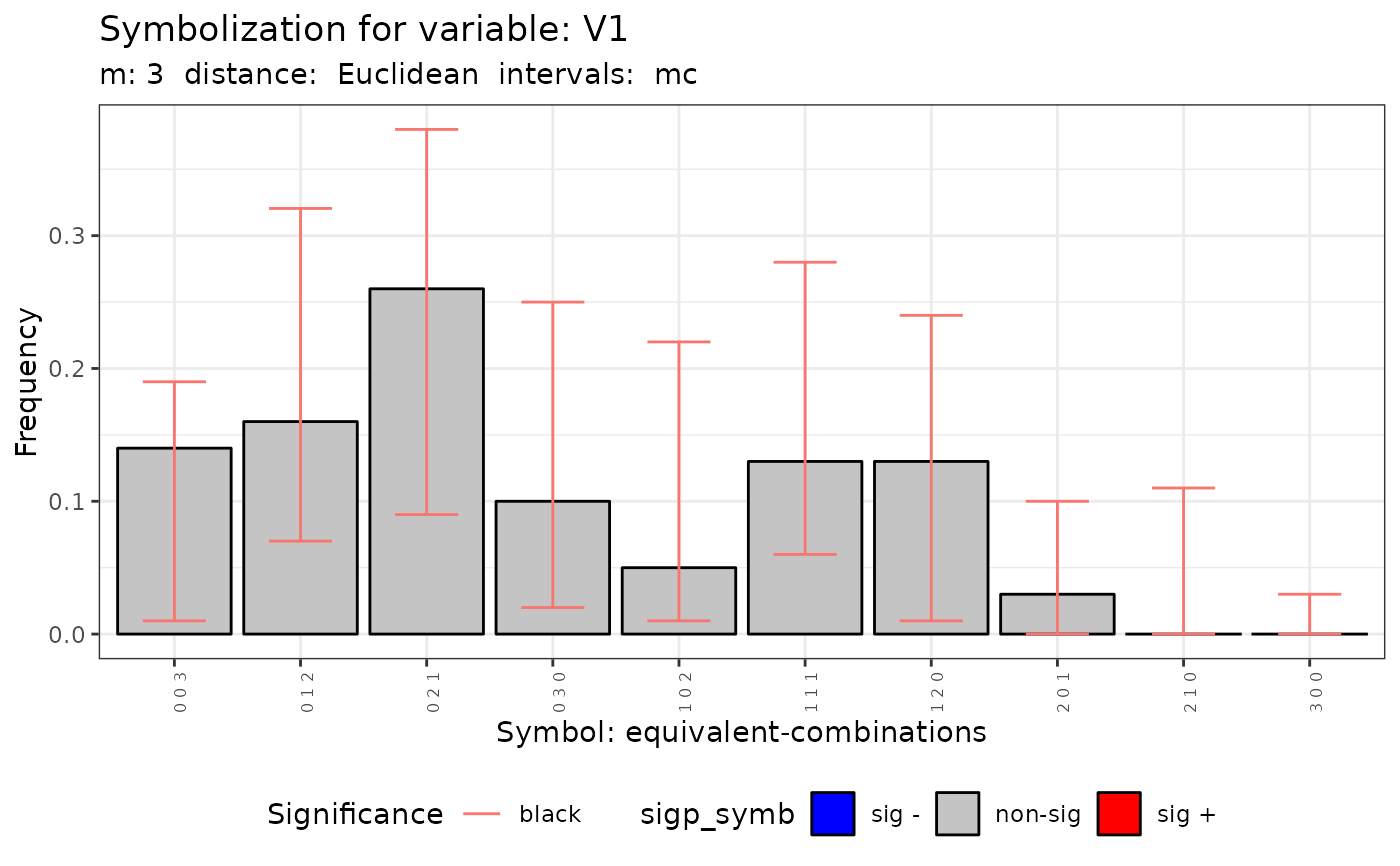 Symbolization for variable: V1
m: 3 distance: Euclidean intervals: mc
Frequency
0.3
0.2
0.1
0.0
0 0 3
0 1 2
0 2 1
0 3 0
1 0 2
1 1 1
1 2 0
2 0 1
2 1 0
3 0 0
Symbol: equivalent-combinations
Significance black sigp_symb sig - non-sig sig +